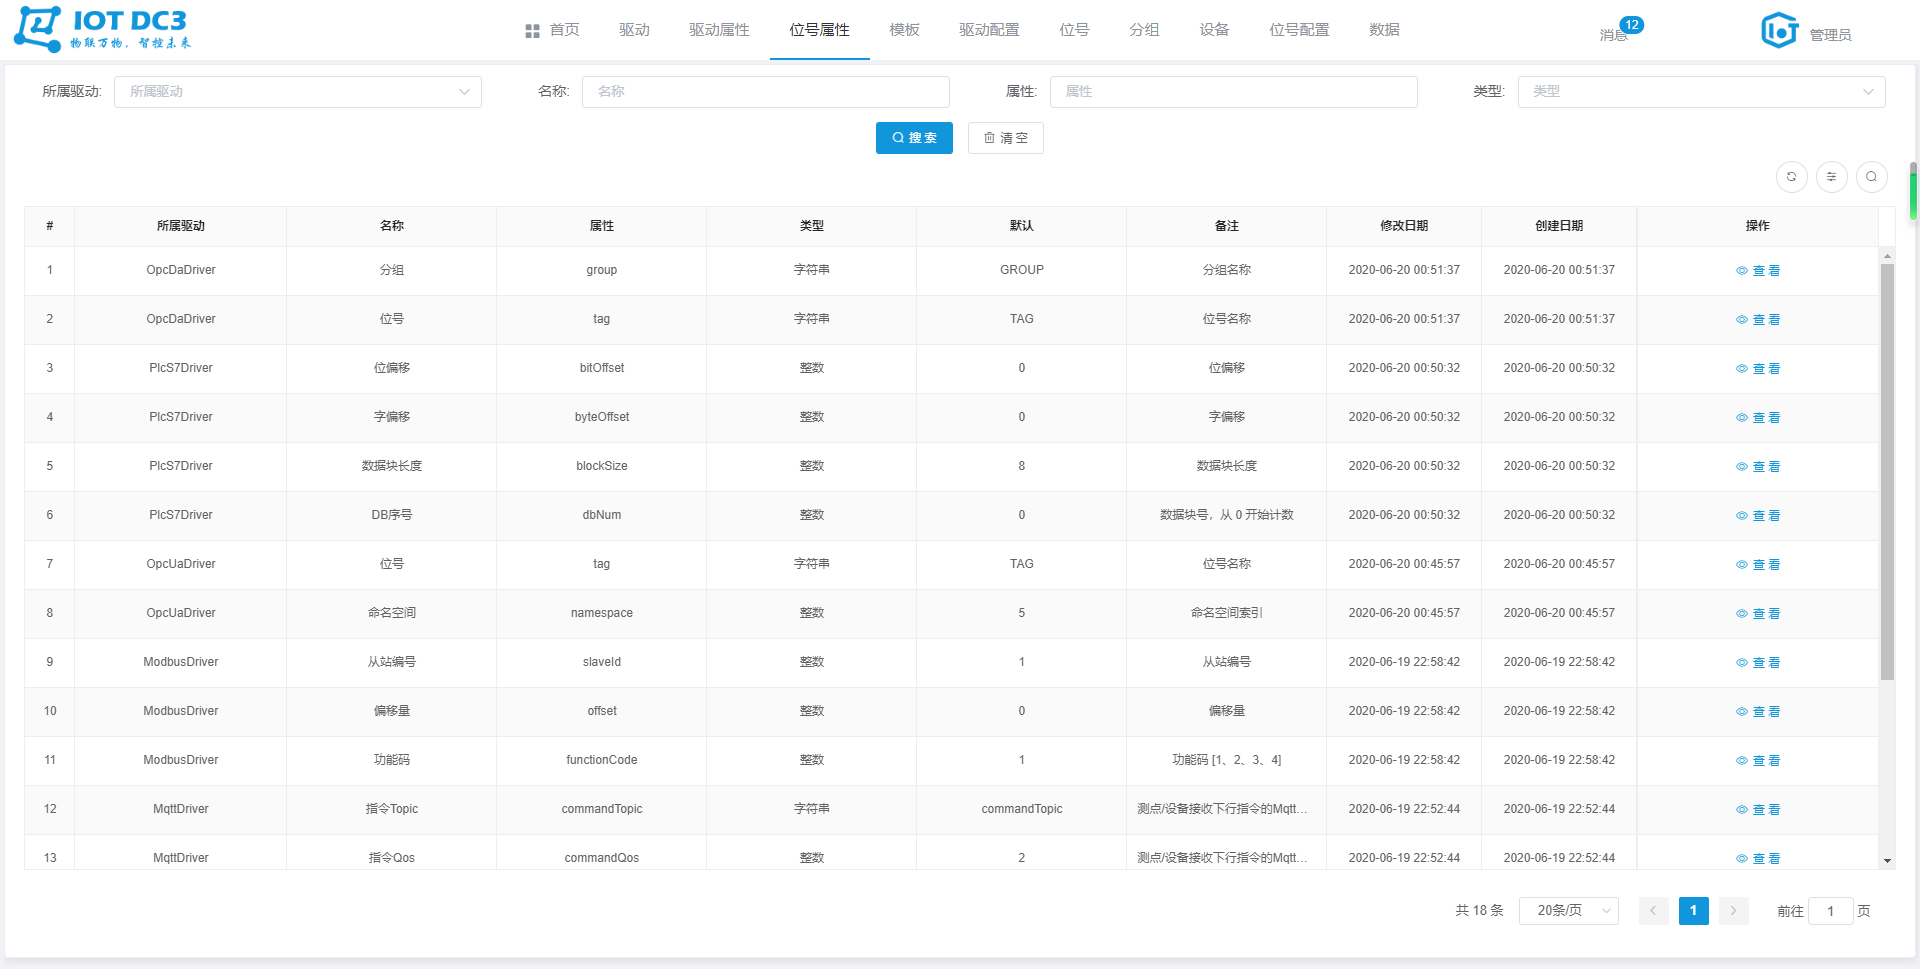 IOT DC3
物联万物，智控未来
首页 驱动 驱动属性 位号属性 模板 驱动配置 位号 分组 设备 位号配置 数据
消息 12
管理员
所属驱动: 所属驱动 名称: 名称 属性: 属性 类型: 类型
搜索 清空
# 所属驱动 名称 属性 类型 默认 备注 修改日期 创建日期 操作
1 OpcDaDriver 分组 group 字符串 GROUP 分组名称 2020-06-20 00:51:37 2020-06-20 00:51:37 查看
2 OpcDaDriver 位号 tag 字符串 TAG 位号名称 2020-06-20 00:51:37 2020-06-20 00:51:37 查看
3 PlcS7Driver 位偏移 bitOffset 整数 0 位偏移 2020-06-20 00:50:32 2020-06-20 00:50:32 查看
4 PlcS7Driver 字偏移 byteOffset 整数 0 字偏移 2020-06-20 00:50:32 2020-06-20 00:50:32 查看
5 PlcS7Driver 数据块长度 blockSize 整数 8 数据块长度 2020-06-20 00:50:32 2020-06-20 00:50:32 查看
6 PlcS7Driver DB序号 dbNum 整数 0 数据块号，从 0 开始计数 2020-06-20 00:50:32 2020-06-20 00:50:32 查看
7 OpcUaDriver 位号 tag 字符串 TAG 位号名称 2020-06-20 00:45:57 2020-06-20 00:45:57 查看
8 OpcUaDriver 命名空间 namespace 整数 5 命名空间索引 2020-06-20 00:45:57 2020-06-20 00:45:57 查看
9 ModbusDriver 从站编号 slaveId 整数 1 从站编号 2020-06-19 22:58:42 2020-06-19 22:58:42 查看
10 ModbusDriver 偏移量 offset 整数 0 偏移量 2020-06-19 22:58:42 2020-06-19 22:58:42 查看
11 ModbusDriver 功能码 functionCode 整数 1 功能码 [1、2、3、4] 2020-06-19 22:58:42 2020-06-19 22:58:42 查看
12 MqttDriver 指令Topic commandTopic 字符串 commandTopic 测点/设备接收下行指令的Mqtt... 2020-06-19 22:52:44 2020-06-19 22:52:44 查看
13 MqttDriver 指令Qos commandQos 整数 2 测点/设备接收下行指令的Mqtt... 2020-06-19 22:52:44 2020-06-19 22:52:44 查看
共 18 条 20条/页 1 前往 1 页